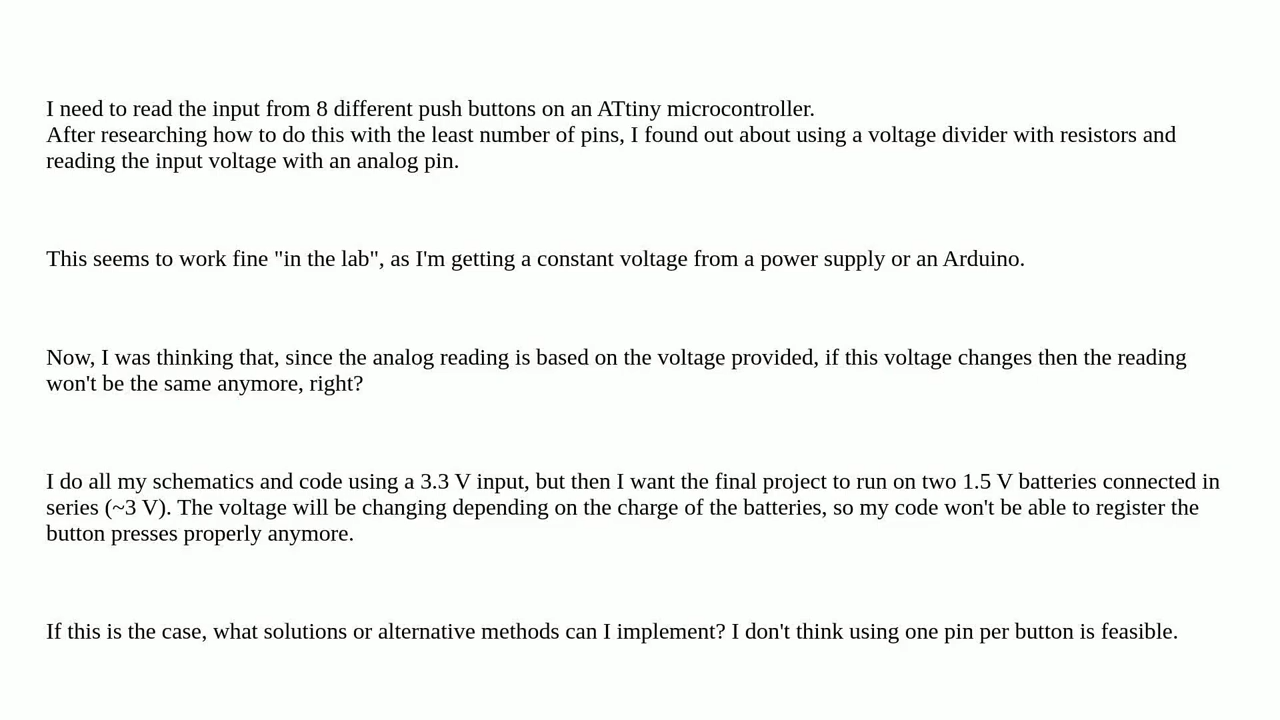 I need to read the input from 8 different push buttons on an ATtiny microcontroller.
After researching how to do this with the least number of pins, I found out about using a voltage divider with resistors and
reading the input voltage with an analog pin.
This seems to work fine "in the lab", as I'm getting a constant voltage from a power supply or an Arduino.
Now, I was thinking that, since the analog reading is based on the voltage provided, if this voltage changes then the reading
won't be the same anymore, right?
I do all my schematics and code using a 3.3 V input, but then I want the final project to run on two 1.5 V batteries connected in
series (~3 V). The voltage will be changing depending on the charge of the batteries, so my code won't be able to register the
button presses properly anymore.
If this is the case, what solutions or alternative methods can I implement? I don't think using one pin per button is feasible.